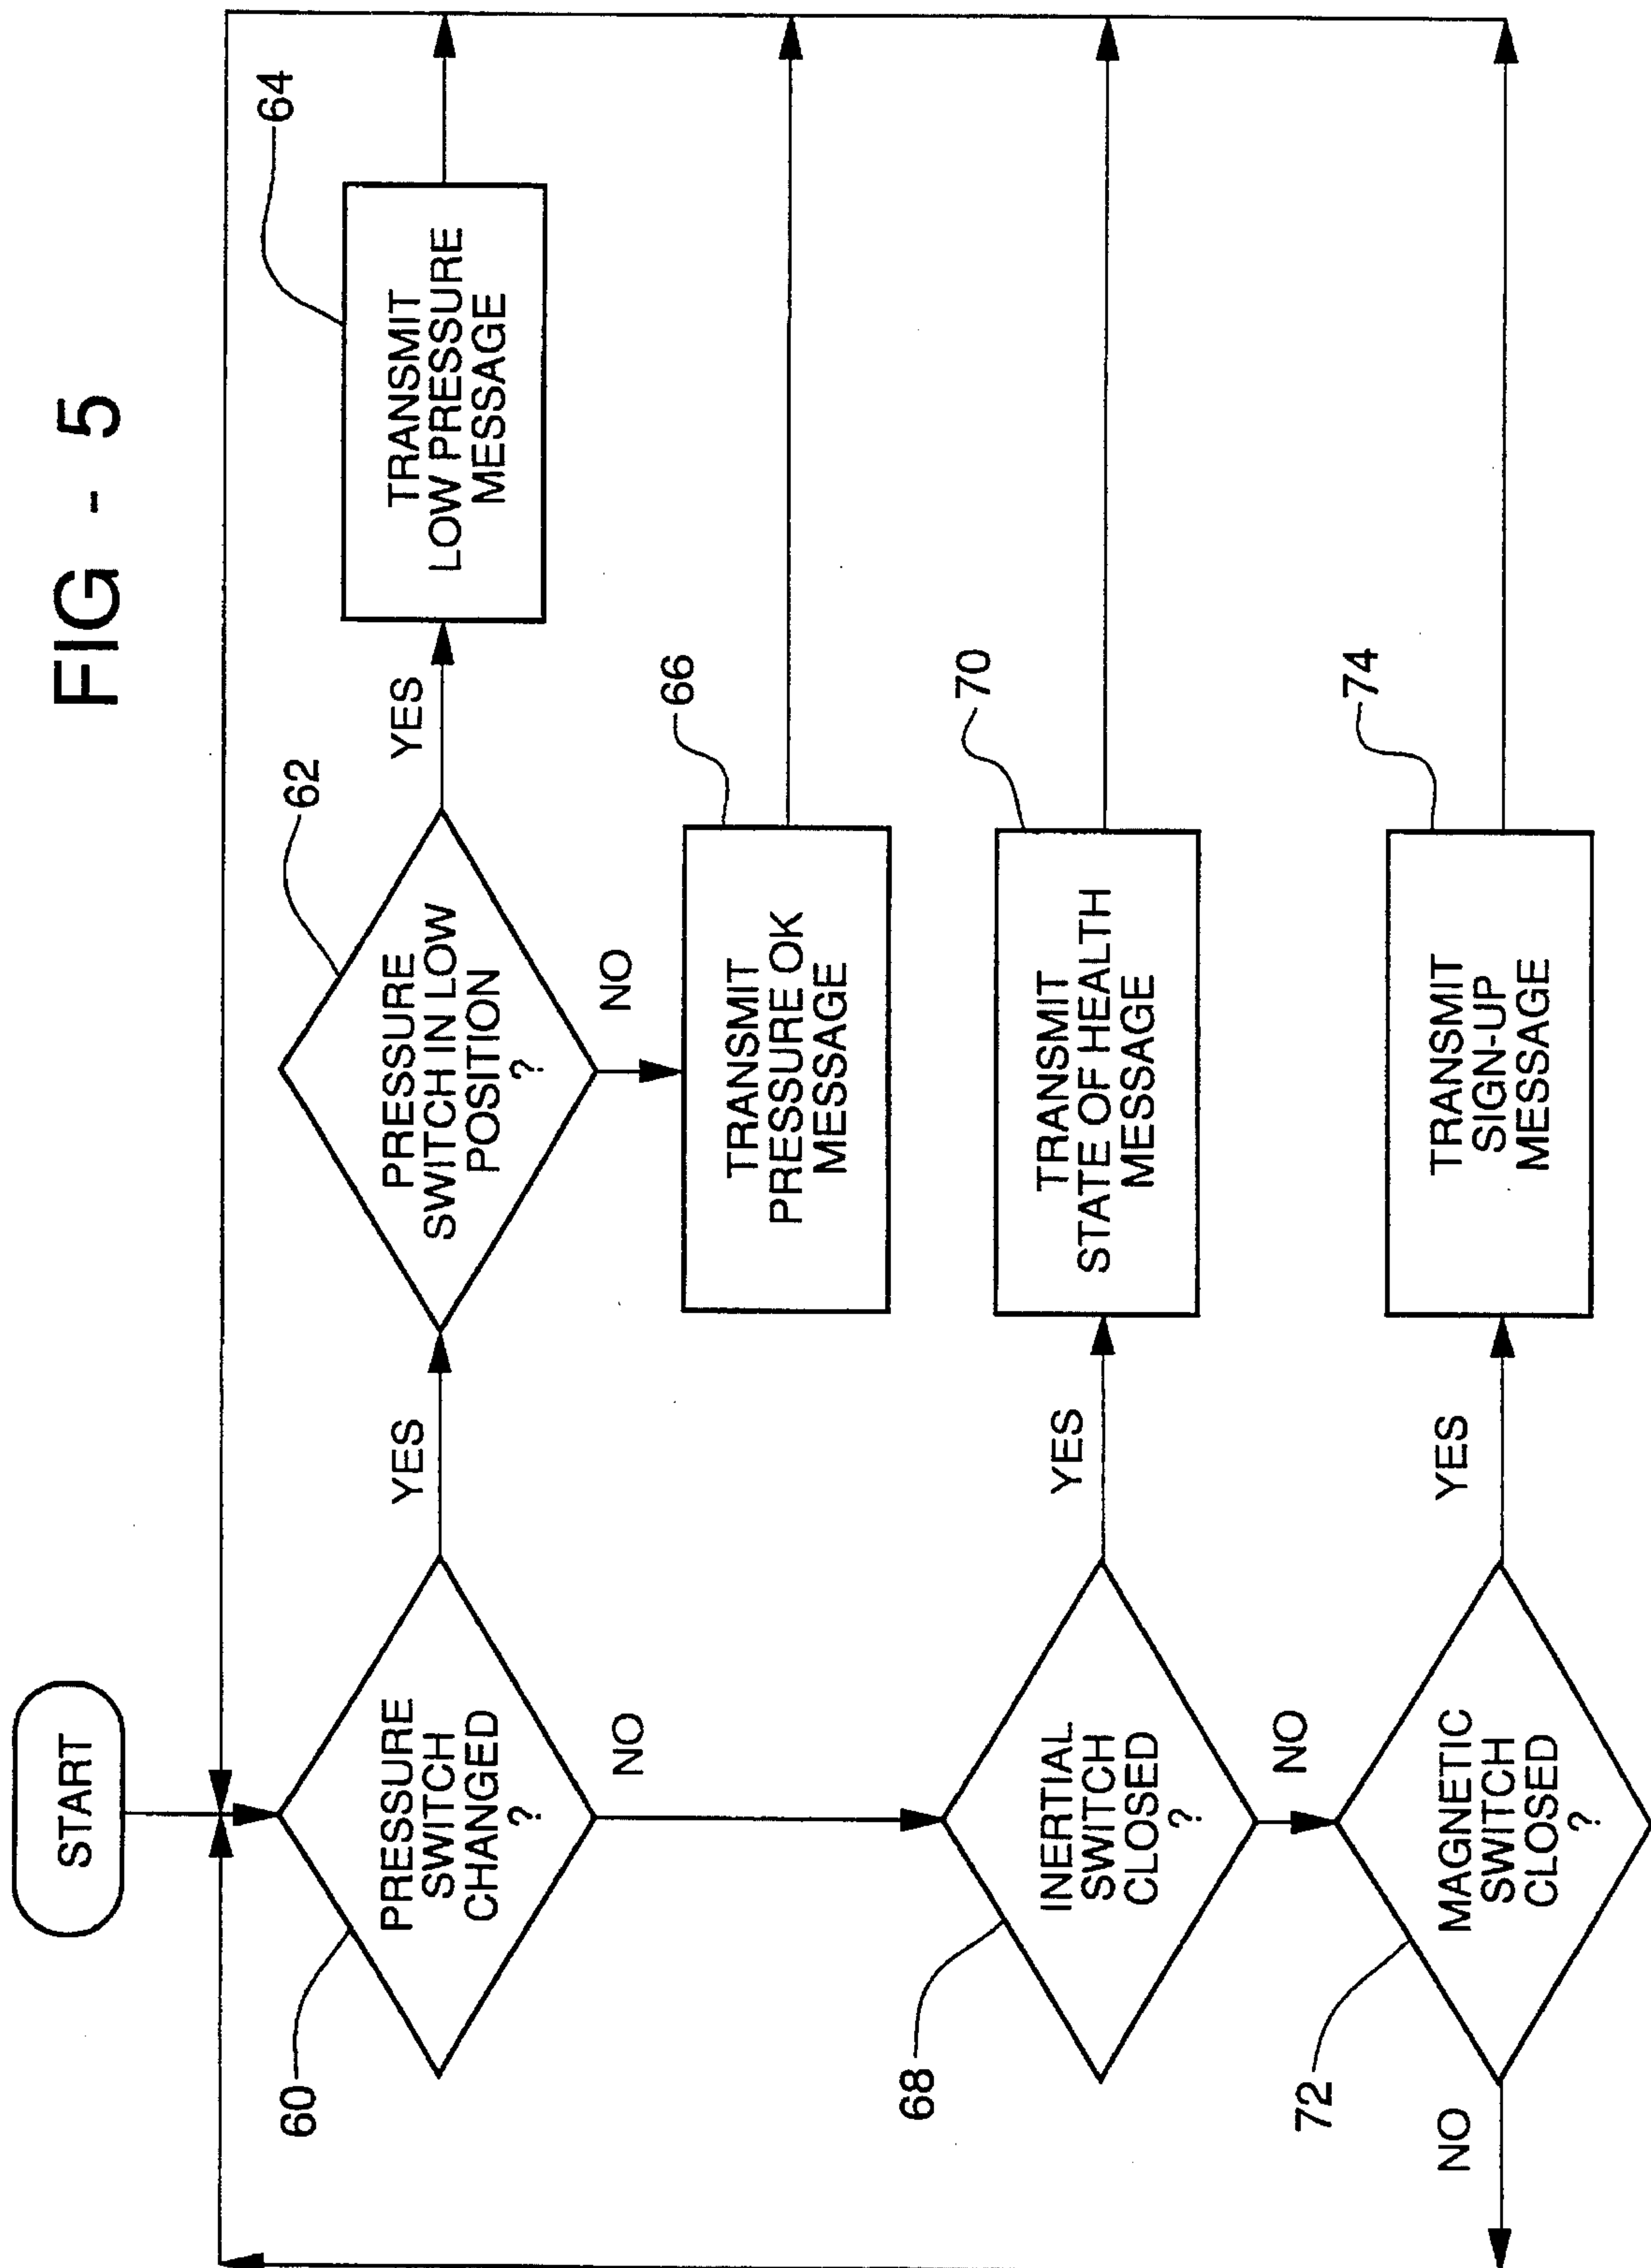 FIG - 5
START
60
PRESSURE
SWITCH
CHANGED
?
YES
NO
62
PRESSURE
SWITCH IN LOW
POSITION
?
YES
NO
64
TRANSMIT
LOW PRESSURE
MESSAGE
66
TRANSMIT
PRESSURE OK
MESSAGE
68
INERTIAL
SWITCH
CLOSED
?
YES
NO
70
TRANSMIT
STATE OF HEALTH
MESSAGE
72
MAGNETIC
SWITCH
CLOSED
?
YES
NO
74
TRANSMIT
SIGN-UP
MESSAGE